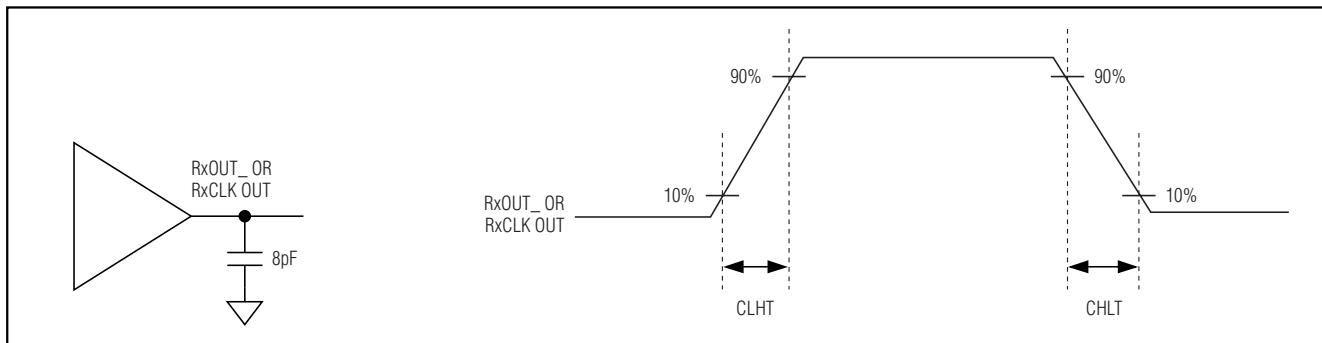 RxOUT_ OR
RxCLK OUT
8pF
RxOUT_ OR
RxCLK OUT
90%
90%
10%
10%
CLHT
CHLT